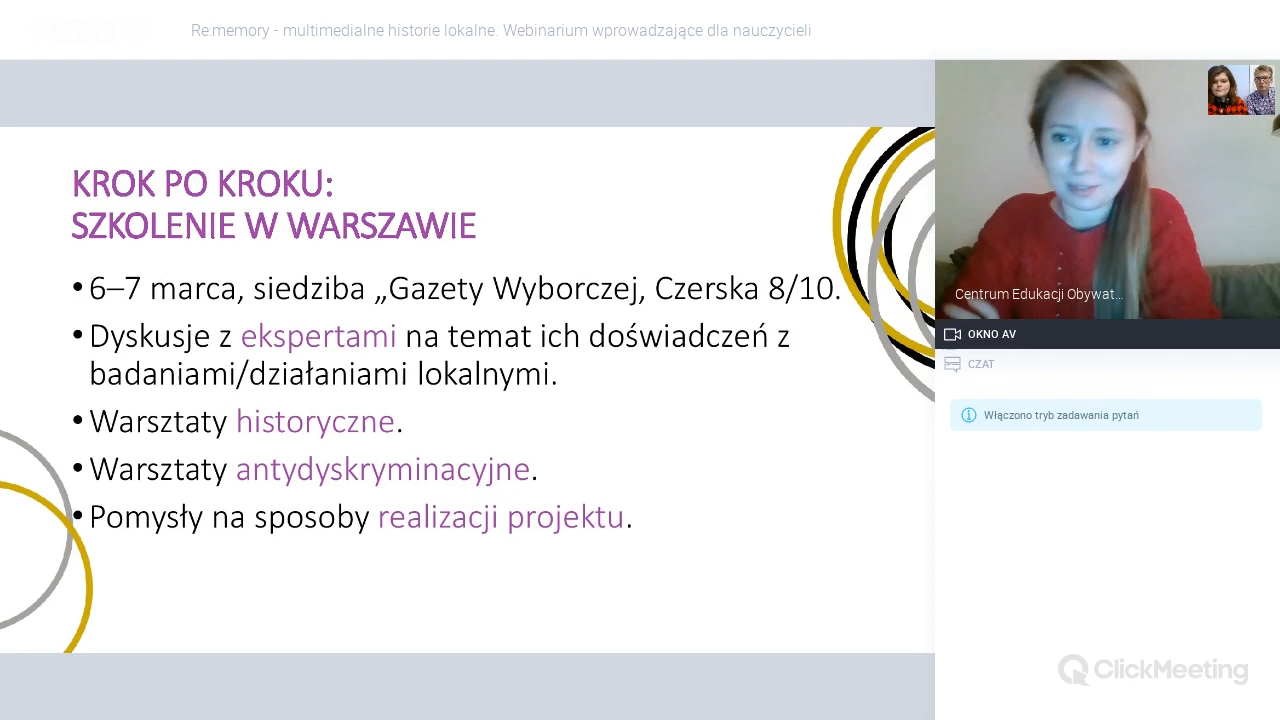 Re:memory - multimedialne historie lokalne. Webinarium wprowadzające dla nauczycieli
KROK PO KROKU:
SZKOLENIE W WARSZAWIE
•6–7 marca, siedziba „Gazety Wyborczej, Czerska 8/10.
•Dyskusje z ekspertami na temat ich doświadczeń z
badaniami/działaniami lokalnymi.
•Warsztaty historyczne.
•Warsztaty antydyskryminacyjne.
•Pomysły na sposoby realizacji projektu.
Centrum Edukacji Obywat...
OKNO AV
CZAT
Włączono tryb zadawania pytań
ClickMeeting